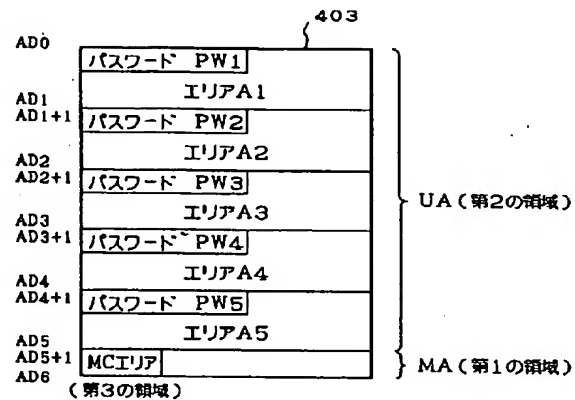 403
AD0
パスワード PW1
エリアA1
AD1
AD1+1
パスワード PW2
エリアA2
AD2
AD2+1
パスワード PW3
エリアA3
AD3
AD3+1
パスワード PW4
エリアA4
AD4
AD4+1
パスワード PW5
エリアA5
AD5
AD5+1
MCエリア
AD6
(第3の領域)
UA(第2の領域)
MA(第1の領域)